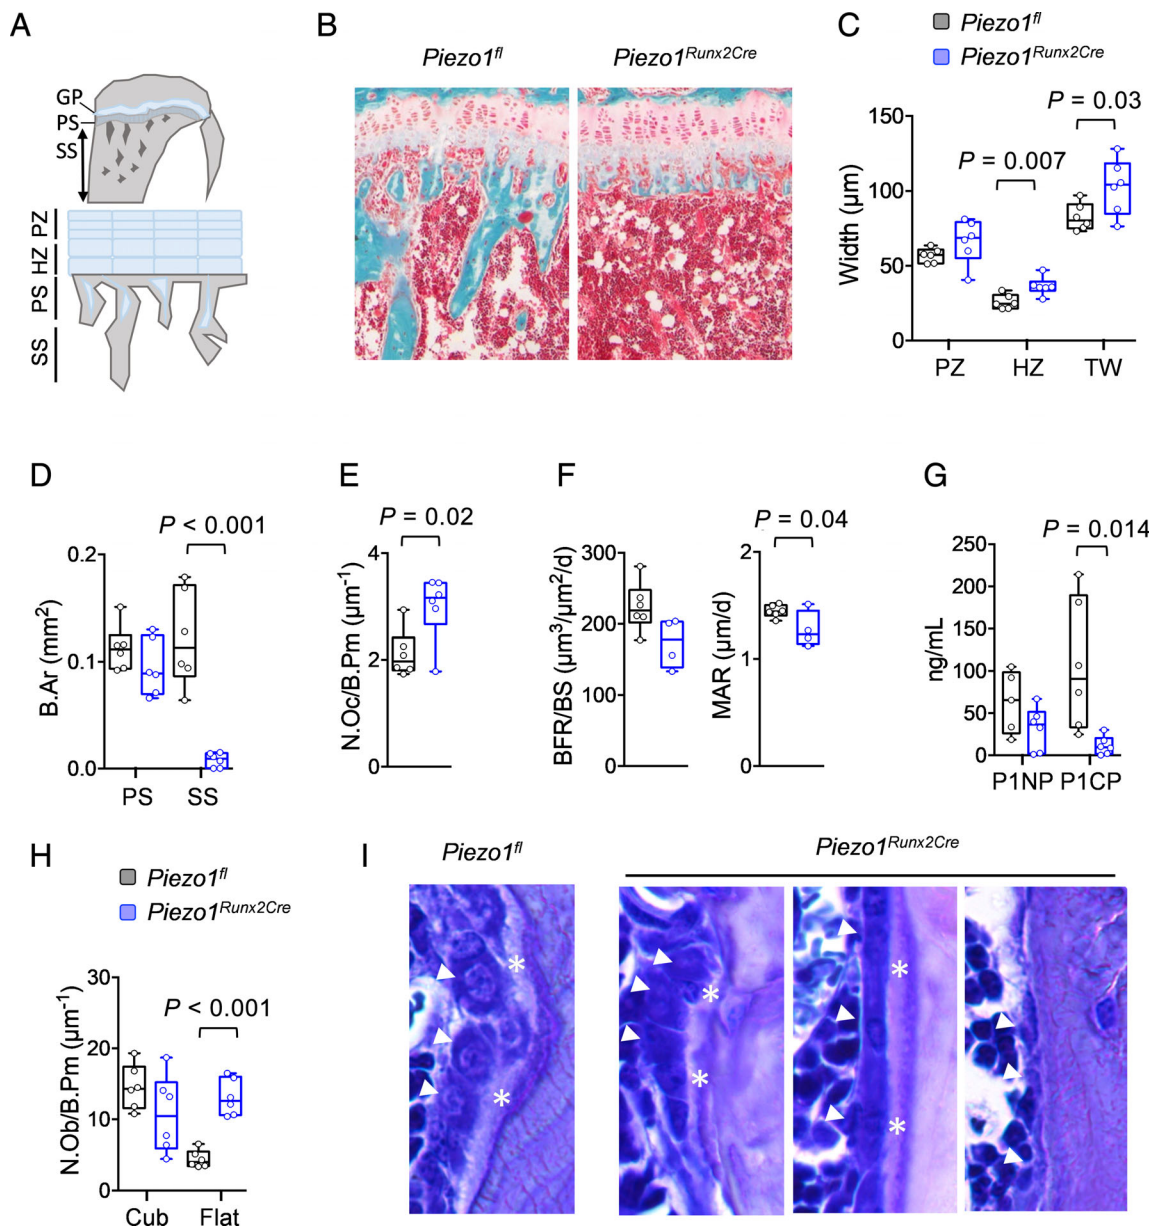 A
GP
PS
SS
PZ
HZ
PS
SS
B
Piezo1fl
Piezo1Runx2Cre
C
Piezo1fl
Piezo1Runx2Cre
P = 0.03
P = 0.007
150
100
50
0
Width (µm)
PZ HZ TW
D
P < 0.001
0.2
0.1
0.0
B.Ar (mm2)
PS SS
E
P = 0.02
4
2
0
N.Oc/B.Pm (µm-1)
F
300
200
100
0
BFR/BS (µm3/µm2/d)
P = 0.04
2
1
0
MAR (µm/d)
G
P = 0.014
250
200
150
100
50
0
ng/mL
P1NP P1CP
H
Piezo1fl
Piezo1Runx2Cre
P < 0.001
30
20
10
0
N.Ob/B.Pm (µm-1)
Cub Flat
I
Piezo1fl
Piezo1Runx2Cre
*
*
*
*
*
*